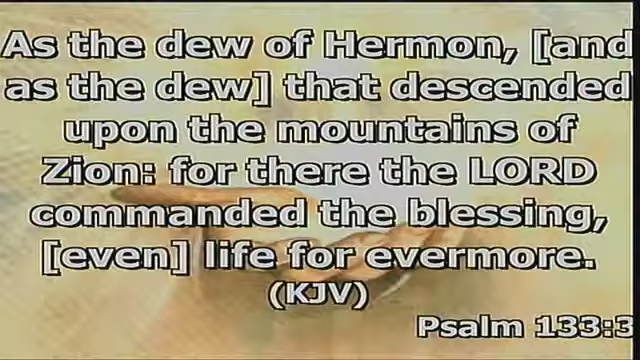 As the dew of Hermon, [and
as the dew] that descended
upon the mountains of
Zion: for there the LORD
commanded the blessing,
[even] life for evermore.
(KJV)
Psalm 133:3